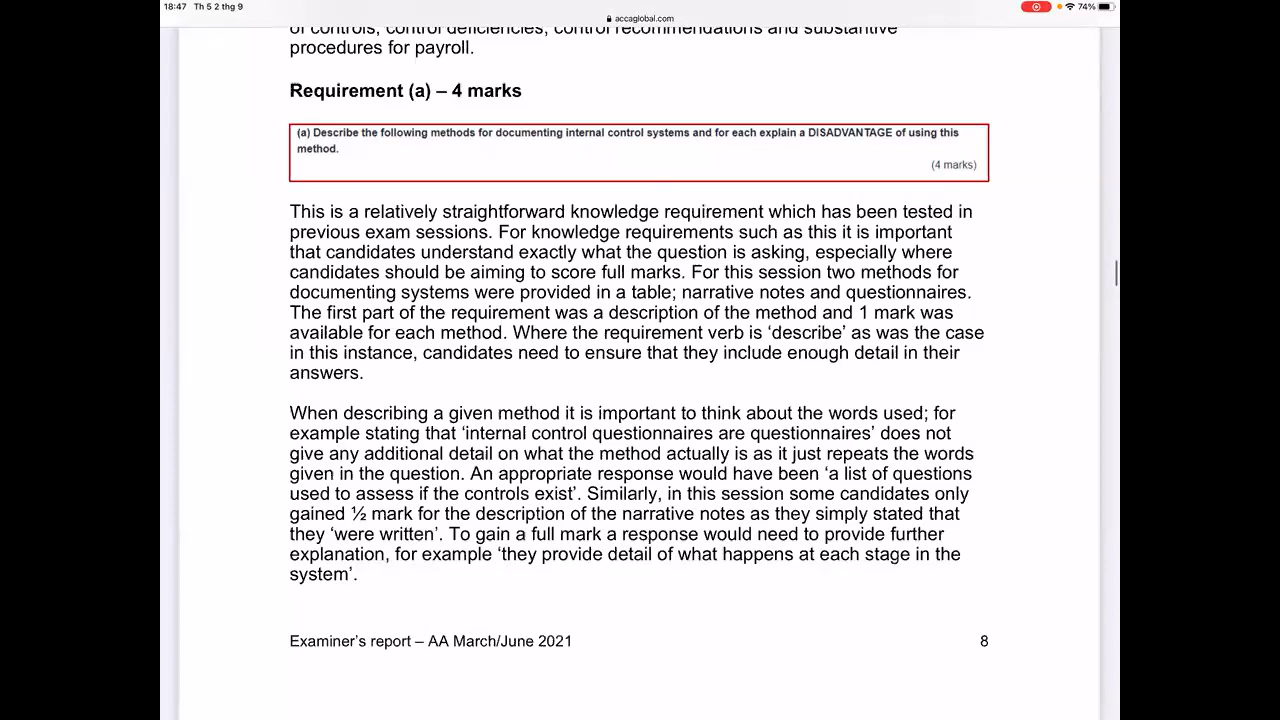 18:47 Th 5 2 thg 9
74%
accaglobal.com
of controls, control deficiencies, control recommendations and substantive
procedures for payroll.
Requirement (a) – 4 marks
(a) Describe the following methods for documenting internal control systems and for each explain a DISADVANTAGE of using this
method.
(4 marks)
This is a relatively straightforward knowledge requirement which has been tested in
previous exam sessions. For knowledge requirements such as this it is important
that candidates understand exactly what the question is asking, especially where
candidates should be aiming to score full marks. For this session two methods for
documenting systems were provided in a table; narrative notes and questionnaires.
The first part of the requirement was a description of the method and 1 mark was
available for each method. Where the requirement verb is ‘describe’ as was the case
in this instance, candidates need to ensure that they include enough detail in their
answers.
When describing a given method it is important to think about the words used; for
example stating that ‘internal control questionnaires are questionnaires’ does not
give any additional detail on what the method actually is as it just repeats the words
given in the question. An appropriate response would have been ‘a list of questions
used to assess if the controls exist’. Similarly, in this session some candidates only
gained ½ mark for the description of the narrative notes as they simply stated that
they ‘were written’. To gain a full mark a response would need to provide further
explanation, for example ‘they provide detail of what happens at each stage in the
system’.
Examiner’s report – AA March/June 2021
8